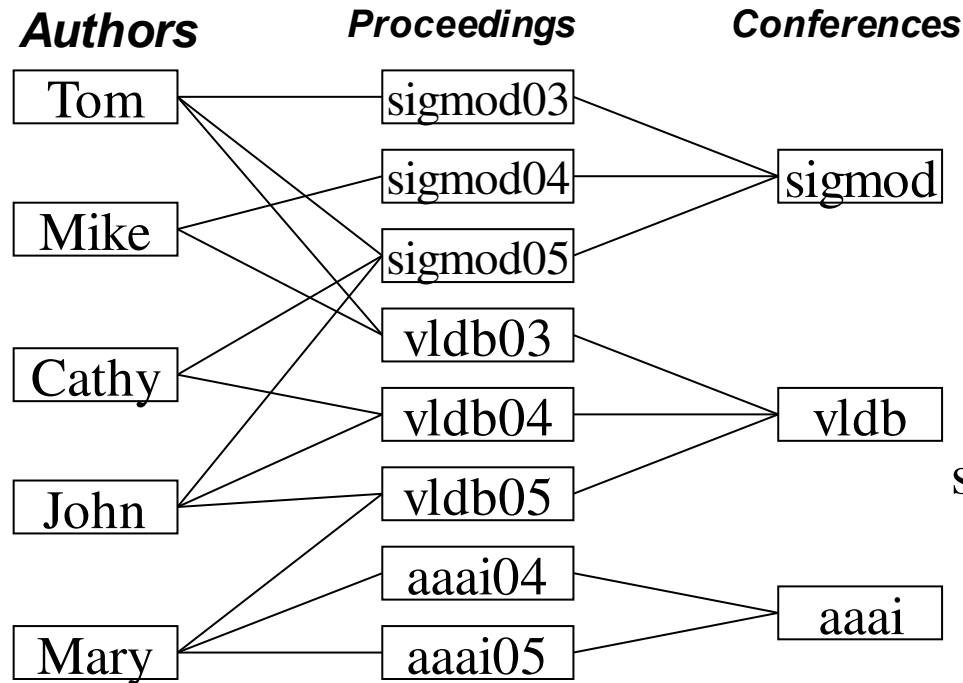 Authors
Proceedings
Conferences
Tom
Mike
Cathy
John
Mary
sigmod03
sigmod04
sigmod05
vldb03
vldb04
vldb05
aaai04
aaai05
sigmod
vldb
aaai
s